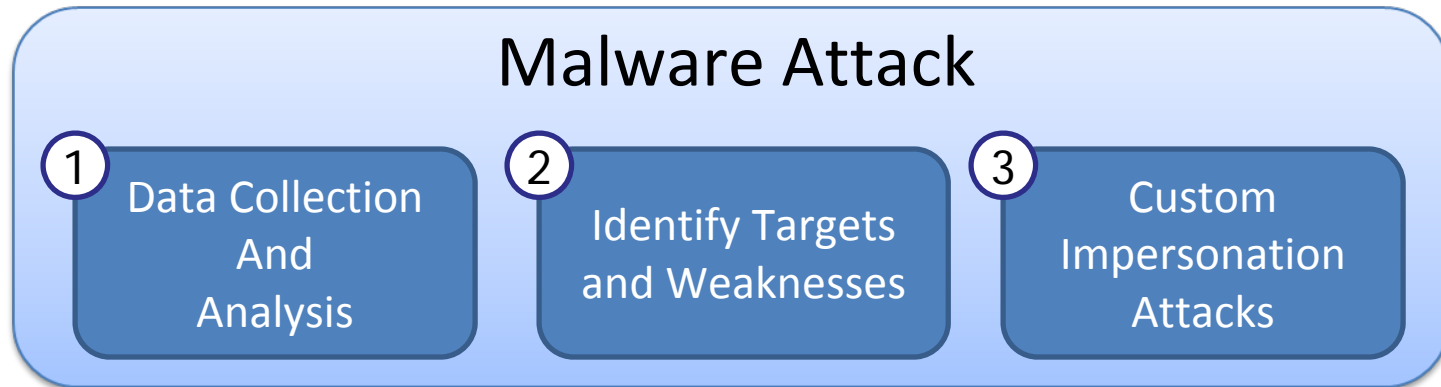 Malware Attack
1
Data Collection
And
Analysis
2
Identify Targets
and Weaknesses
3
Custom
Impersonation
Attacks